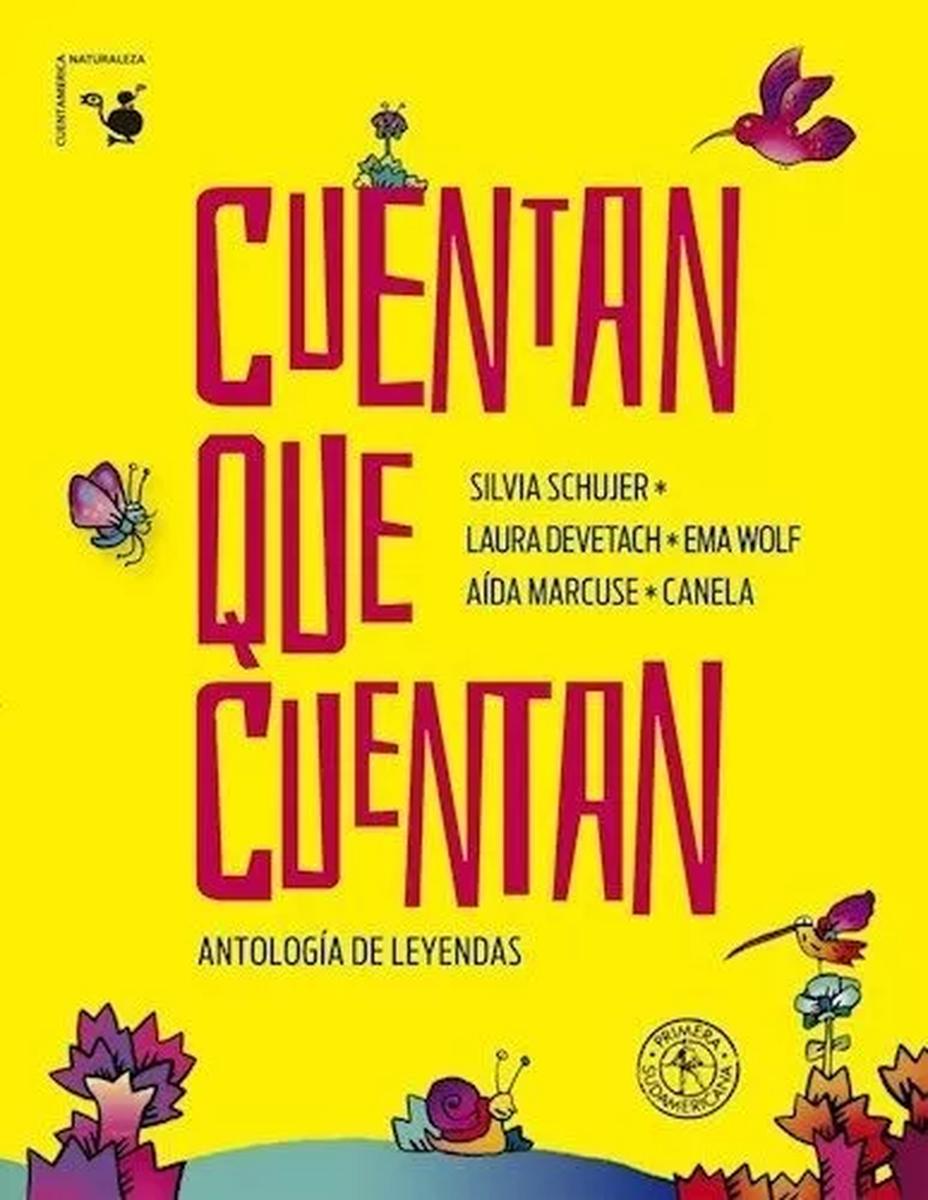 CUENTAMERICA
NATURALEZA
CUENTAN
QUE
SILVIA SCHUJER *
LAURA DEVETACH * EMA WOLF
AÍDA MARCUSE * CANELA
CUENTAN
ANTOLOGÍA DE LEYENDAS
PRIMERA
SUDAMERICANA